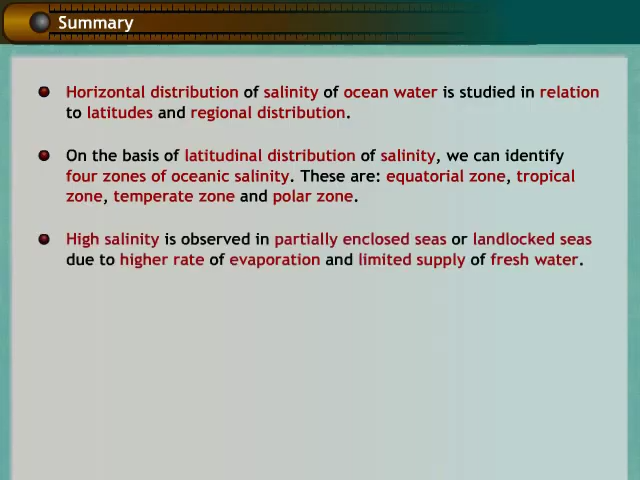 Summary
Horizontal distribution of salinity of ocean water is studied in relation
to latitudes and regional distribution.
On the basis of latitudinal distribution of salinity, we can identify
four zones of oceanic salinity. These are: equatorial zone, tropical
zone, temperate zone and polar zone.
High salinity is observed in partially enclosed seas or landlocked seas
due to higher rate of evaporation and limited supply of fresh water.